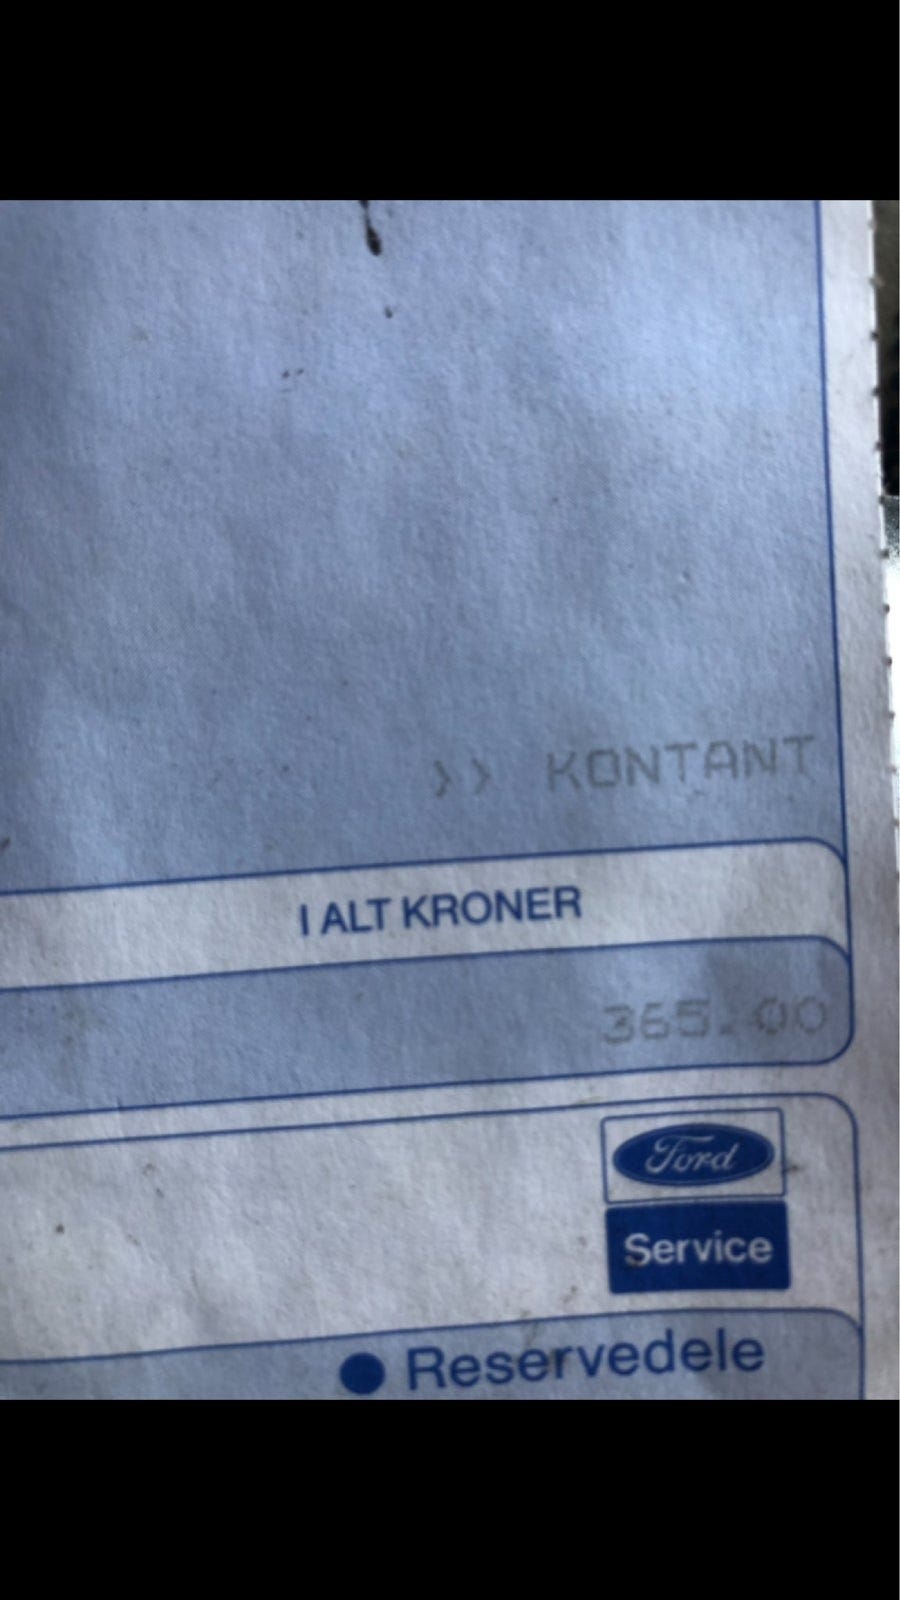 >> KONTANT
I ALT KRONER
365.00
Ford
Service
● Reservedele